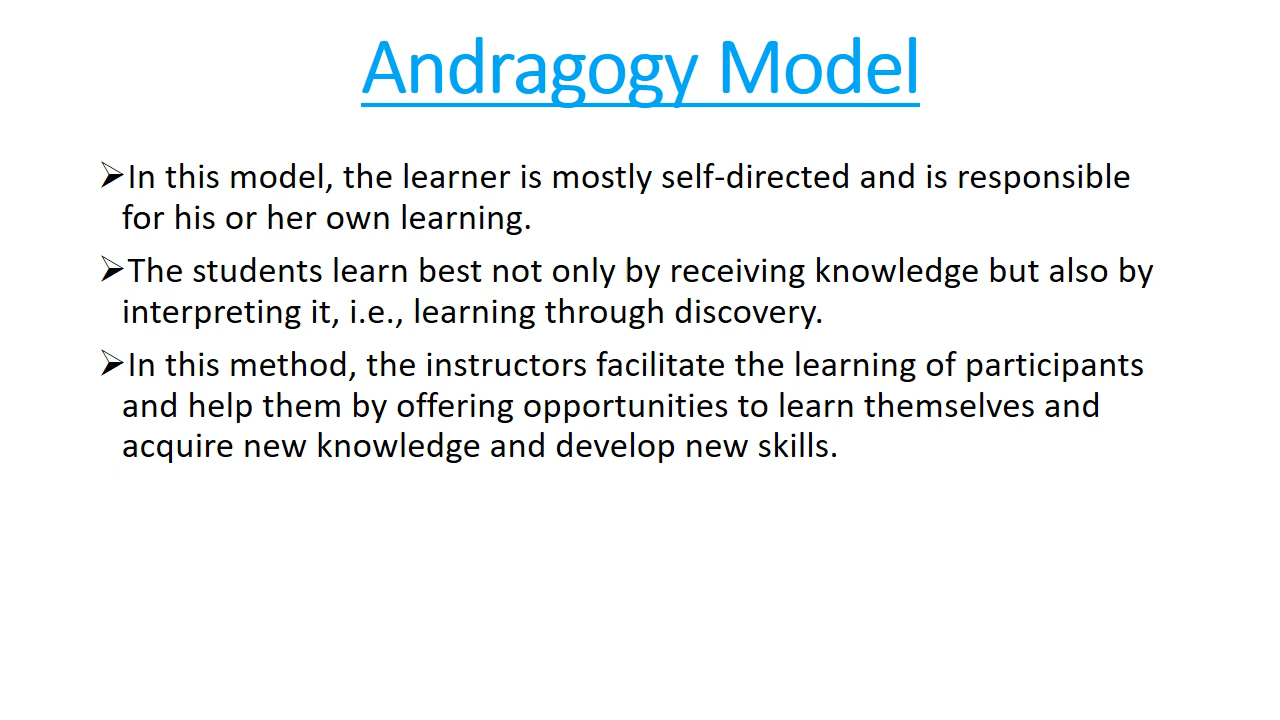 Andragogy Model
➢In this model, the learner is mostly self-directed and is responsible
for his or her own learning.
➢The students learn best not only by receiving knowledge but also by
interpreting it, i.e., learning through discovery.
➢In this method, the instructors facilitate the learning of participants
and help them by offering opportunities to learn themselves and
acquire new knowledge and develop new skills.